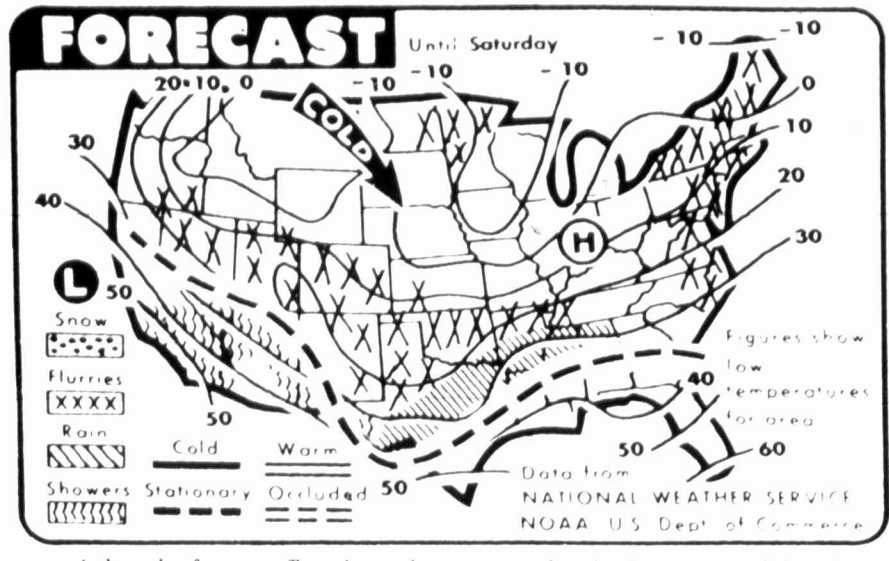 FORECAST
Until Saturday
-10 -10
20 10 0 -10 -10 -10 0
COLD
10
30
20
40
H
30
L 50
Snow
Flurries
XXXX
Rain
50
Cold Warm
Showers Stationary Occluded
50
Figures show
low
40 temperatures
for area
50 60
Data from
NATIONAL WEATHER SERVICE
NOAA U S Dept of Commerce